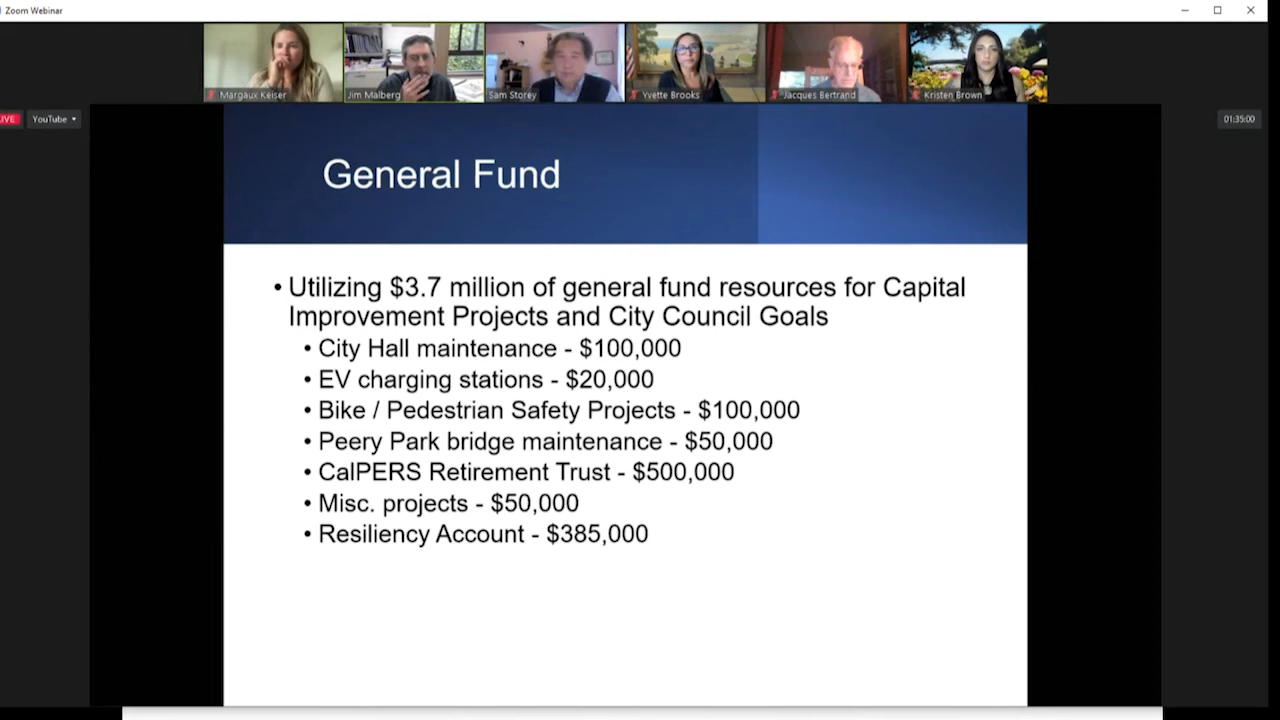 Zoom Webinar
Margaux Keiser
Jim Malberg
Sam Storey
Yvette Brooks
Jacques Bertrand
Kristen Brown
LIVE
YouTube
01:35:00
General Fund
• Utilizing $3.7 million of general fund resources for Capital
Improvement Projects and City Council Goals
• City Hall maintenance - $100,000
• EV charging stations - $20,000
• Bike / Pedestrian Safety Projects - $100,000
• Peery Park bridge maintenance - $50,000
• CalPERS Retirement Trust - $500,000
• Misc. projects - $50,000
• Resiliency Account - $385,000